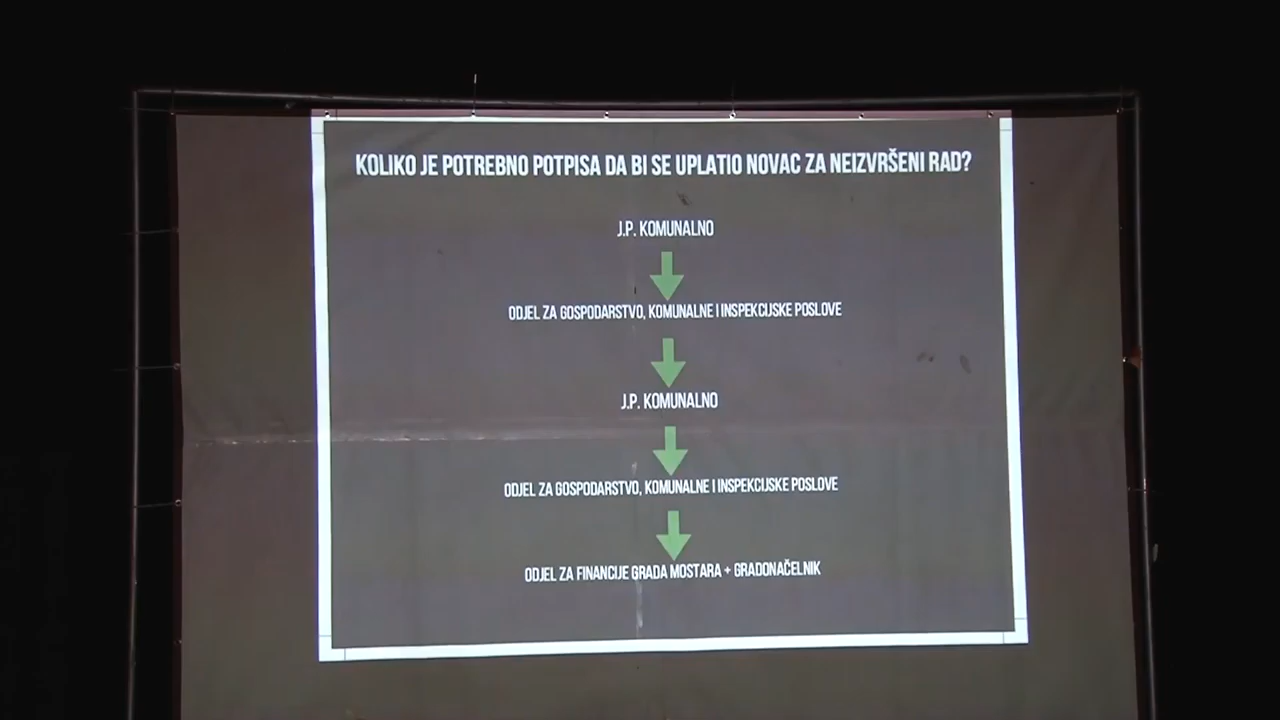 KOLIKO JE POTREBNO POTPISA DA BI SE UPLATIO NOVAC ZA NEIZVRŠENI RAD?
J.P. KOMUNALNO
ODJEL ZA GOSPODARSTVO, KOMUNALNE I INSPEKCIJSKE POSLOVE
J.P. KOMUNALNO
ODJEL ZA GOSPODARSTVO, KOMUNALNE I INSPEKCIJSKE POSLOVE
ODJEL ZA FINANCIJE GRADA MOSTARA + GRADONAČELNIK